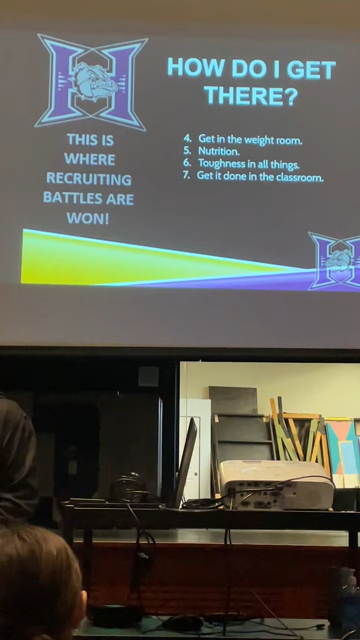 HOW DO I GET
THERE?
THIS IS
WHERE
RECRUITING
BATTLES ARE
WON!
4. Get in the weight room.
5. Nutrition.
6. Toughness in all things.
7. Get it done in the classroom.